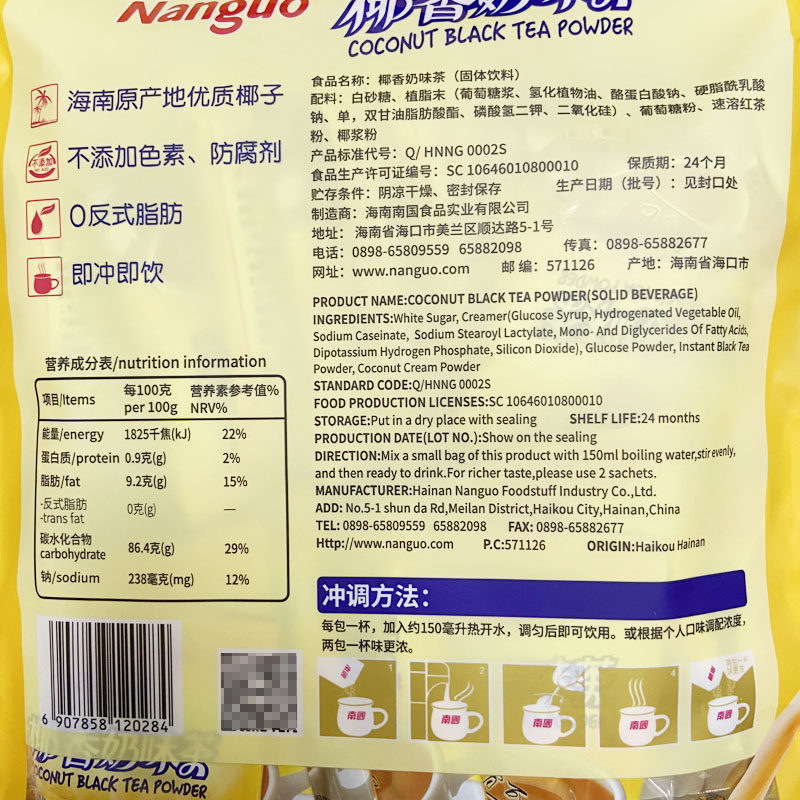 Nanguo
椰香奶味茶
COCONUT BLACK TEA POWDER
海南原产地优质椰子
不添加
不添加色素、防腐剂
0反式脂肪
即冲即饮
食品名称：椰香奶味茶（固体饮料）
配料：白砂糖、植脂末（葡萄糖浆、氢化植物油、酪蛋白酸钠、硬脂酰乳酸
钠、单，双甘油脂肪酸酯、磷酸氢二钾、二氧化硅）、葡萄糖粉、速溶红茶
粉、椰浆粉
产品标准代号：Q/ HNNG 0002S
食品生产许可证编号：SC 10646010800010 保质期：24个月
贮存条件：阴凉干燥、密封保存 生产日期（批号）：见封口处
制造商：海南南国食品实业有限公司
地址：海南省海口市美兰区顺达路5-1号
电话：0898-65809559 65882098 传真：0898-65882677
网址：www.nanguo.com 邮 编：571126 产地：海南省海口市
PRODUCT NAME:COCONUT BLACK TEA POWDER(SOLID BEVERAGE)
INGREDIENTS:White Sugar, Creamer(Glucose Syrup, Hydrogenated Vegetable Oil,
Sodium Caseinate, Sodium Stearoyl Lactylate, Mono- And Diglycerides Of Fatty Acids,
Dipotassium Hydrogen Phosphate, Silicon Dioxide), Glucose Powder, Instant Black Tea
Powder, Coconut Cream Powder
STANDARD CODE:Q/HNNG 0002S
FOOD PRODUCTION LICENSES:SC 10646010800010
STORAGE:Put in a dry place with sealing SHELF LIFE:24 months
PRODUCTION DATE(LOT NO.):Show on the sealing
DIRECTION:Mix a small bag of this product with 150ml boiling water,stir evenly,
and then ready to drink.For richer taste,please use 2 sachets.
MANUFACTURER:Hainan Nanguo Foodstuff Industry Co.,Ltd.
ADD: No.5-1 shun da Rd,Meilan District,Haikou City,Hainan,China
TEL: 0898-65809559 65882098 FAX: 0898-65882677
Http://www.nanguo.com P.C:571126 ORIGIN:Haikou Hainan
营养成分表/nutrition information
项目/Items 每100克 per 100g 营养素参考值% NRV%
能量/energy 1825千焦(kJ) 22%
蛋白质/protein 0.9克(g) 2%
脂肪/fat 9.2克(g) 15%
-反式脂肪 -trans fat 0克(g) —
碳水化合物 carbohydrate 86.4克(g) 29%
钠/sodium 238毫克(mg) 12%
冲调方法：
每包一杯，加入约150毫升热开水，调匀后即可饮用。或根据个人口味调配浓度，
两包一杯味更浓。
1 2 4
南國 南國 南國 南國 南國
6 907858 120284
椰香奶味茶
COCONUT BLACK TEA POWDER